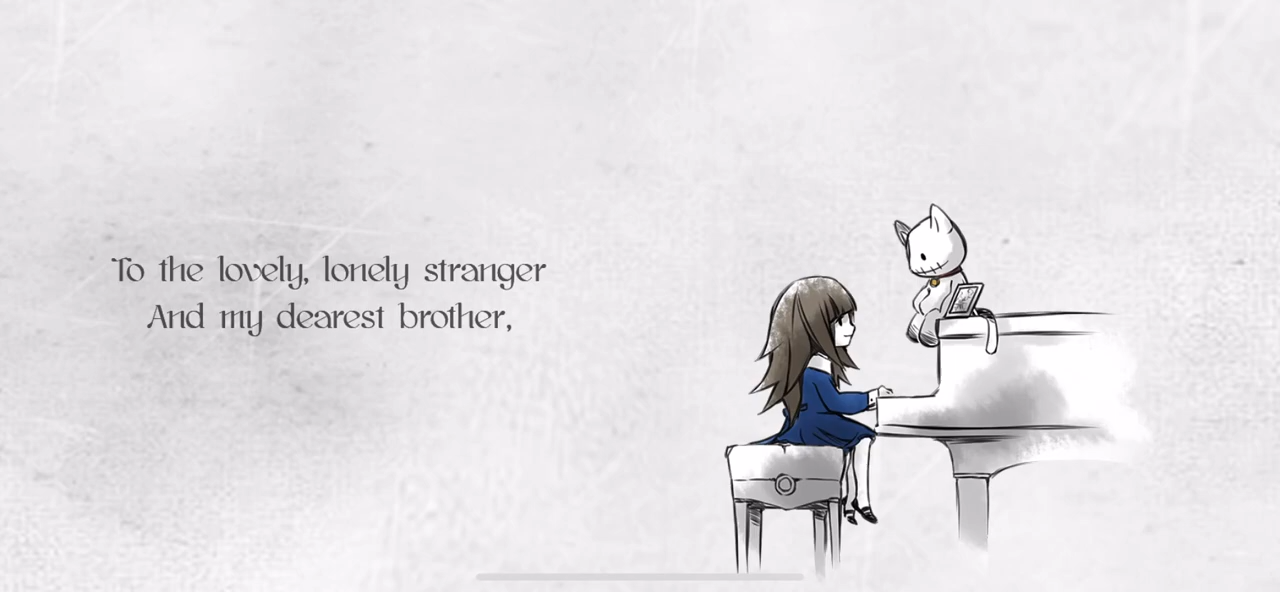 To the lovely, lonely stranger
And my dearest brother,